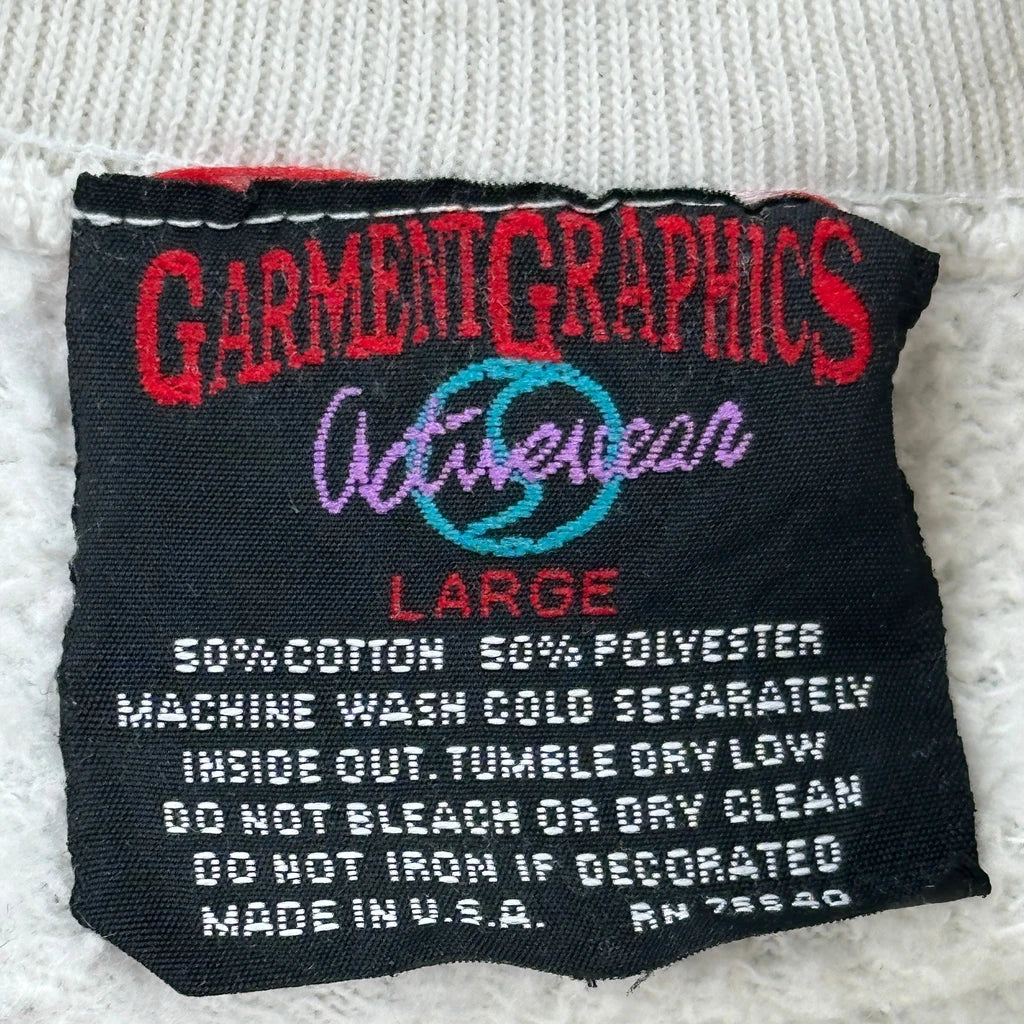 GARMENTGRAPHICS
Activewear
LARGE
50% COTTON 50% POLYESTER
MACHINE WASH COLD SEPARATELY
INSIDE OUT. TUMBLE DRY LOW
DO NOT BLEACH OR DRY CLEAN
DO NOT IRON IF DECORATED
MADE IN U.S.A. RN